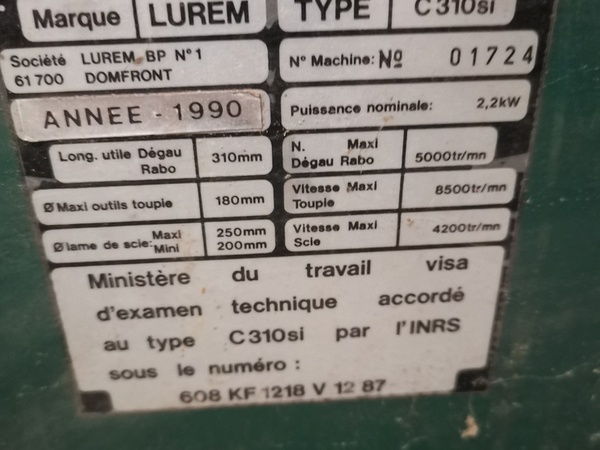 Marque LUREM TYPE C310si
Société LUREM BP N°1
61700 DOMFRONT
N° Machine: Nº 01724
ANNEE - 1990
Puissance nominale: 2,2kW
Long. utile Dégau
Rabo
310mm
N. Maxi
Dégau Rabo
5000tr/mn
Ø Maxi outils toupie 180mm
Vitesse Maxi
Toupie
8500tr/mn
Ø lame de scie: Maxi 250mm
Mini 200mm
Vitesse Maxi
Scie
4200tr/mn
Ministère du travail visa
d'examen technique accordé
au type C310si par l'INRS
sous le numéro :
608 KF 1218 V 12 87